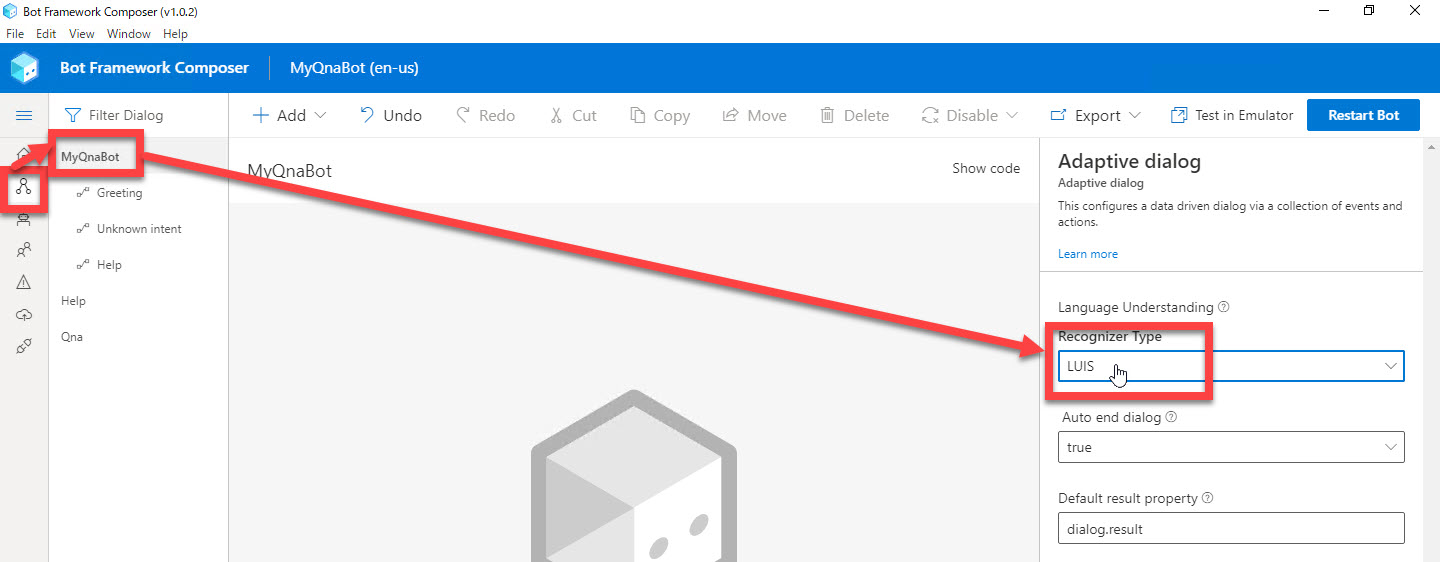 Bot Framework Composer (v1.0.2)
File Edit View Window Help
Bot Framework Composer MyQnaBot (en-us)
Filter Dialog
Add Undo Redo Cut Copy Move Delete Disable Export Test in Emulator Restart Bot
MyQnaBot
Greeting
Unknown intent
Help
Help
Qna
MyQnaBot
Show code
Adaptive dialog
Adaptive dialog
This configures a data driven dialog via a collection of events and
actions.
Learn more
Language Understanding
Recognizer Type
LUIS
Auto end dialog
true
Default result property
dialog.result